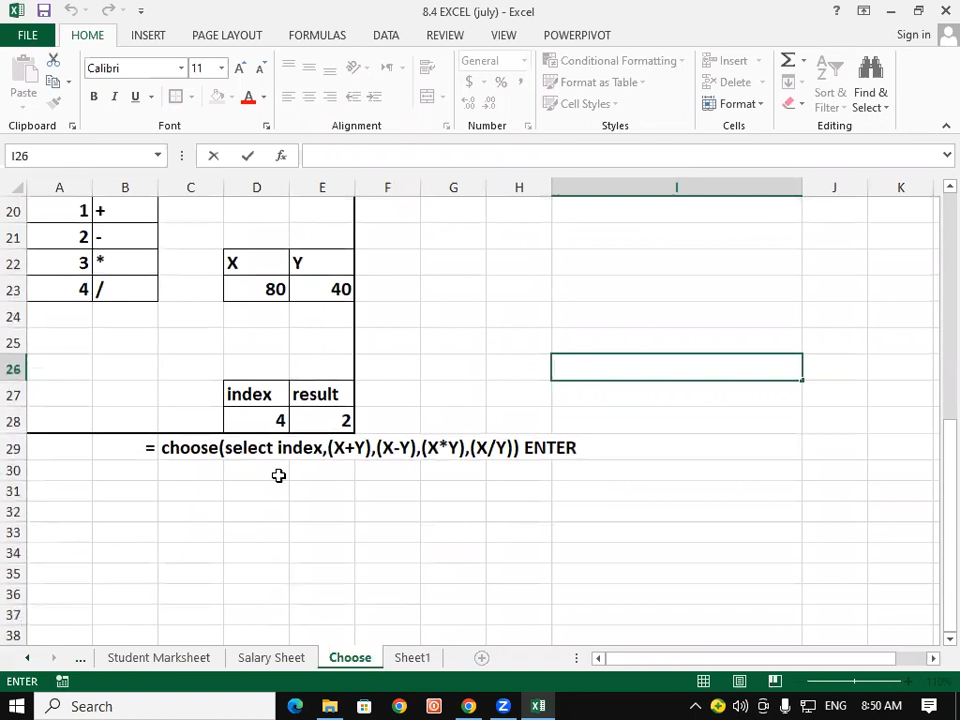 8.4 EXCEL (july) - Excel
Sign in
FILE HOME INSERT PAGE LAYOUT FORMULAS DATA REVIEW VIEW POWERPIVOT
Paste
Calibri 11
General
Conditional Formatting
Format as Table
Cell Styles
Insert
Delete
Format
Sort & Filter
Find & Select
B I U
$ % ,
Clipboard Font Alignment Number Styles Cells Editing
I26
A B C D E F G H I J K
20 1 +
21 2 -
22 3 * X Y
23 4 / 80 40
24
25
26
27 index result
28 4 2
29 = choose(select index,(X+Y),(X-Y),(X*Y),(X/Y)) ENTER
30
31
32
33
34
35
36
37
38
... Student Marksheet Salary Sheet Choose Sheet1
ENTER 110%
Search ENG 8:50 AM